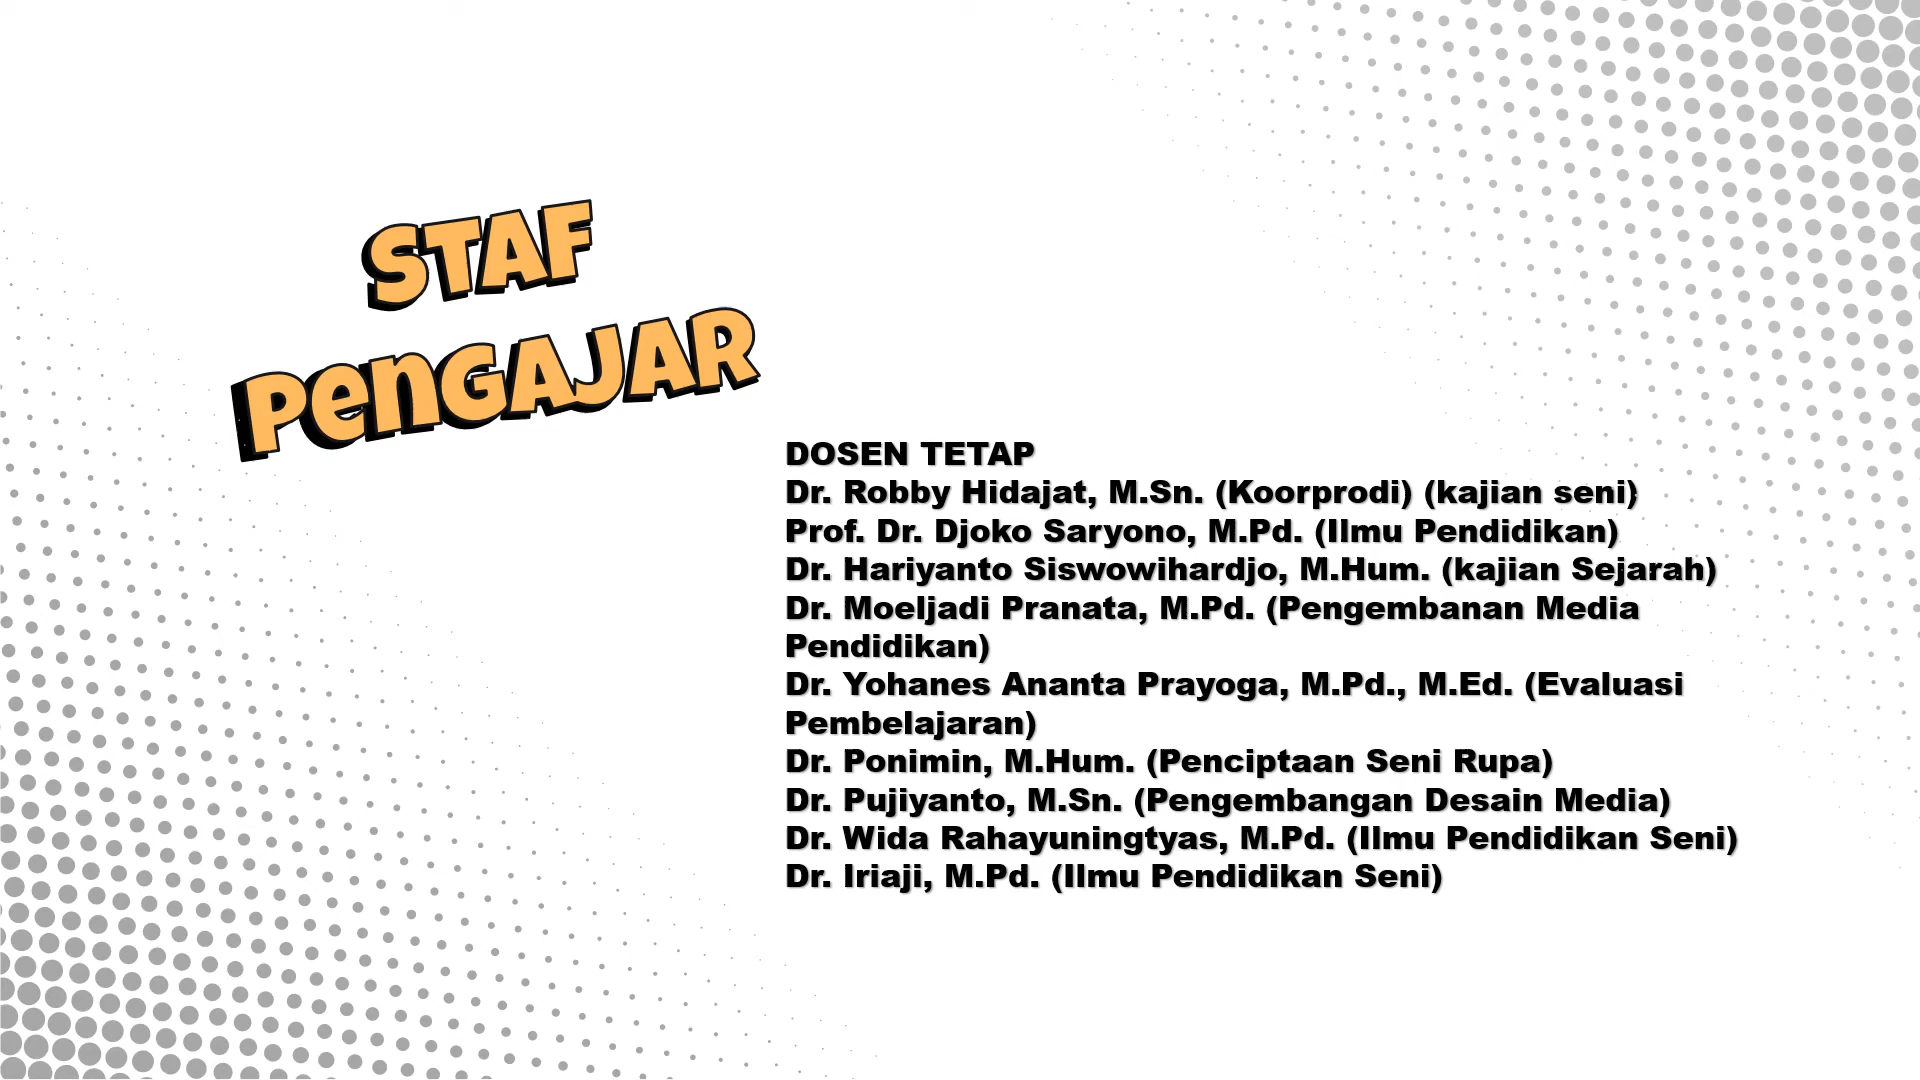 STAF
PenGAJAR
DOSEN TETAP
Dr. Robby Hidajat, M.Sn. (Koorprodi) (kajian seni)
Prof. Dr. Djoko Saryono, M.Pd. (Ilmu Pendidikan)
Dr. Hariyanto Siswowihardjo, M.Hum. (kajian Sejarah)
Dr. Moeljadi Pranata, M.Pd. (Pengembanan Media
Pendidikan)
Dr. Yohanes Ananta Prayoga, M.Pd., M.Ed. (Evaluasi
Pembelajaran)
Dr. Ponimin, M.Hum. (Penciptaan Seni Rupa)
Dr. Pujiyanto, M.Sn. (Pengembangan Desain Media)
Dr. Wida Rahayuningtyas, M.Pd. (Ilmu Pendidikan Seni)
Dr. Iriaji, M.Pd. (Ilmu Pendidikan Seni)